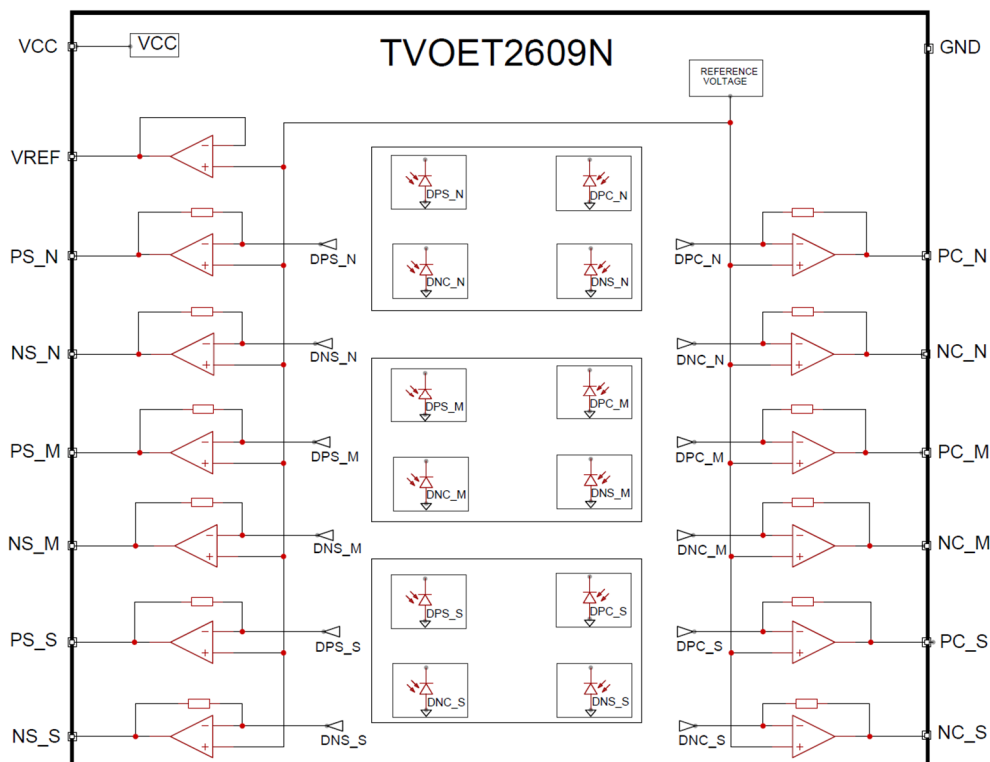 TVOET2609N
VCC
VCC
GND
REFERENCE
VOLTAGE
VREF
−
+
DPS_N
DPC_N
PS_N
−
+
DPS_N
DNC_N
DNS_N
DPC_N
−
+
PC_N
NS_N
−
+
DNS_N
DNC_N
−
+
NC_N
DPS_M
DPC_M
PS_M
−
+
DPS_M
DNC_M
DNS_M
DPC_M
−
+
PC_M
NS_M
−
+
DNS_M
DNC_M
−
+
NC_M
DPS_S
DPC_S
PS_S
−
+
DPS_S
DPC_S
−
+
PC_S
DNC_S
DNS_S
NS_S
−
+
DNS_S
DNC_S
−
+
NC_S